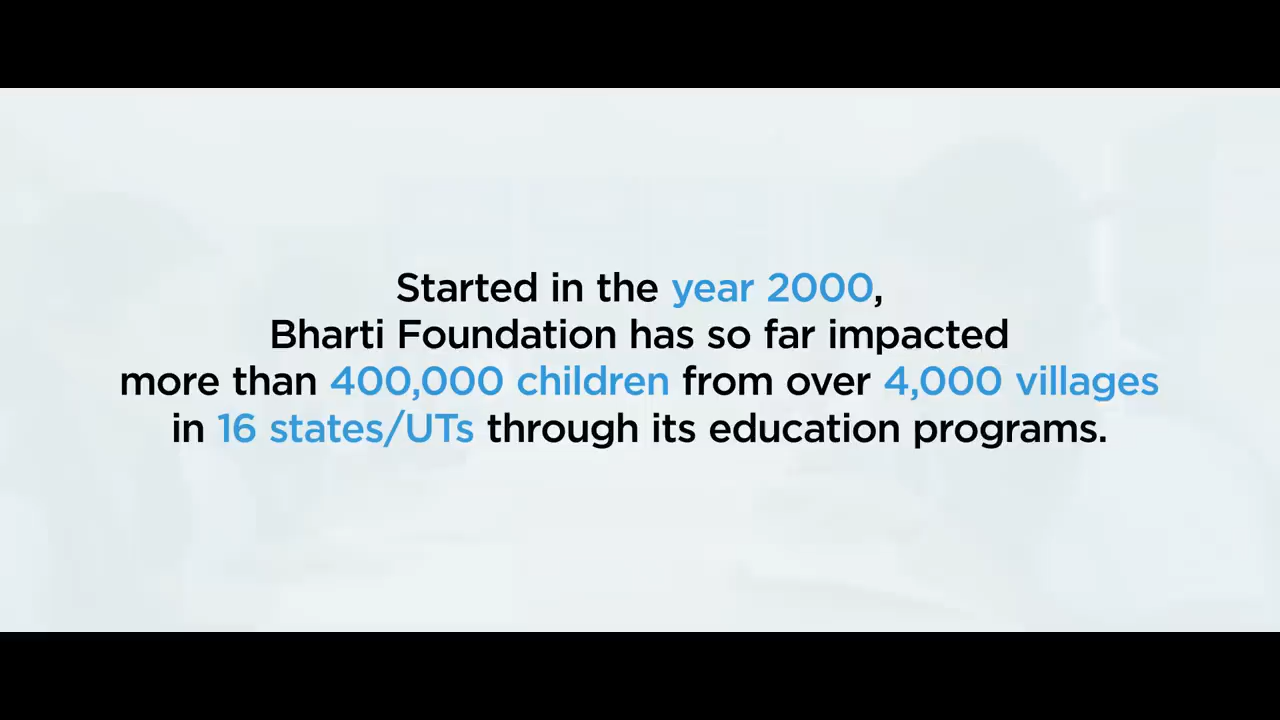 Started in the year 2000,
Bharti Foundation has so far impacted
more than 400,000 children from over 4,000 villages
in 16 states/UTs through its education programs.